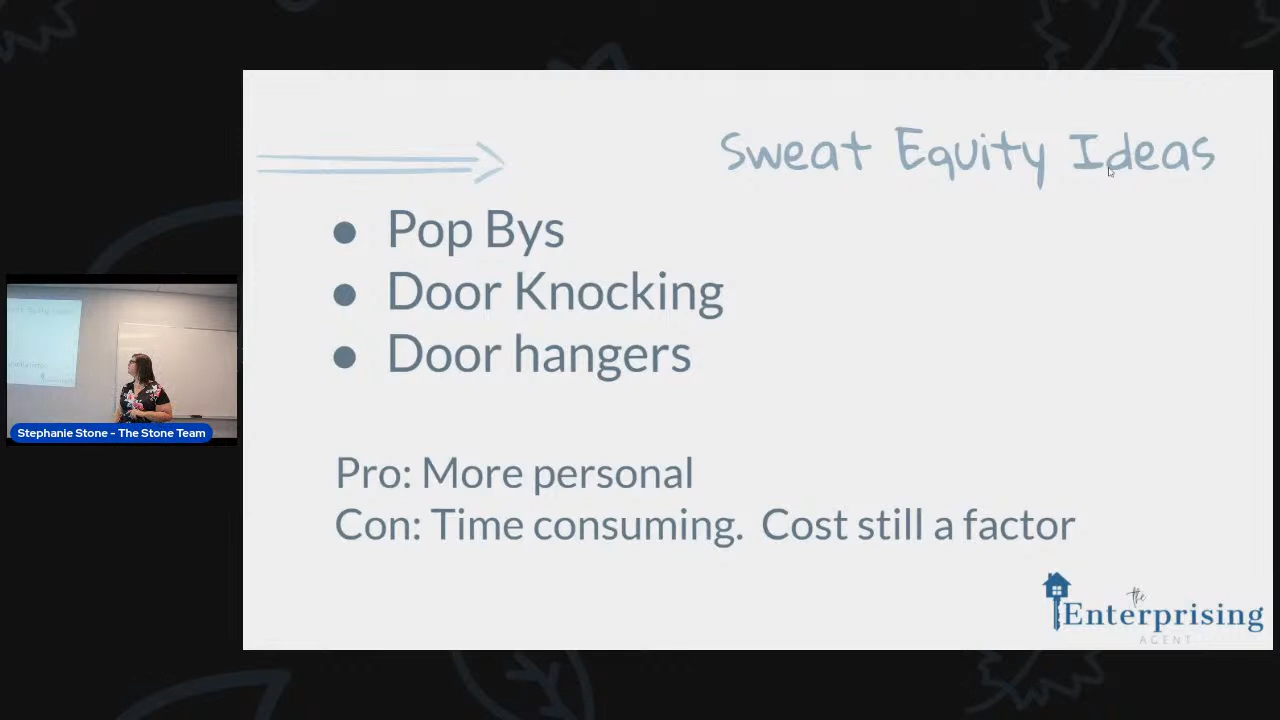 Sweat Equity Ideas
● Pop Bys
● Door Knocking
● Door hangers
Pro: More personal
Con: Time consuming.  Cost still a factor
the
Enterprising
AGENT
Stephanie Stone - The Stone Team